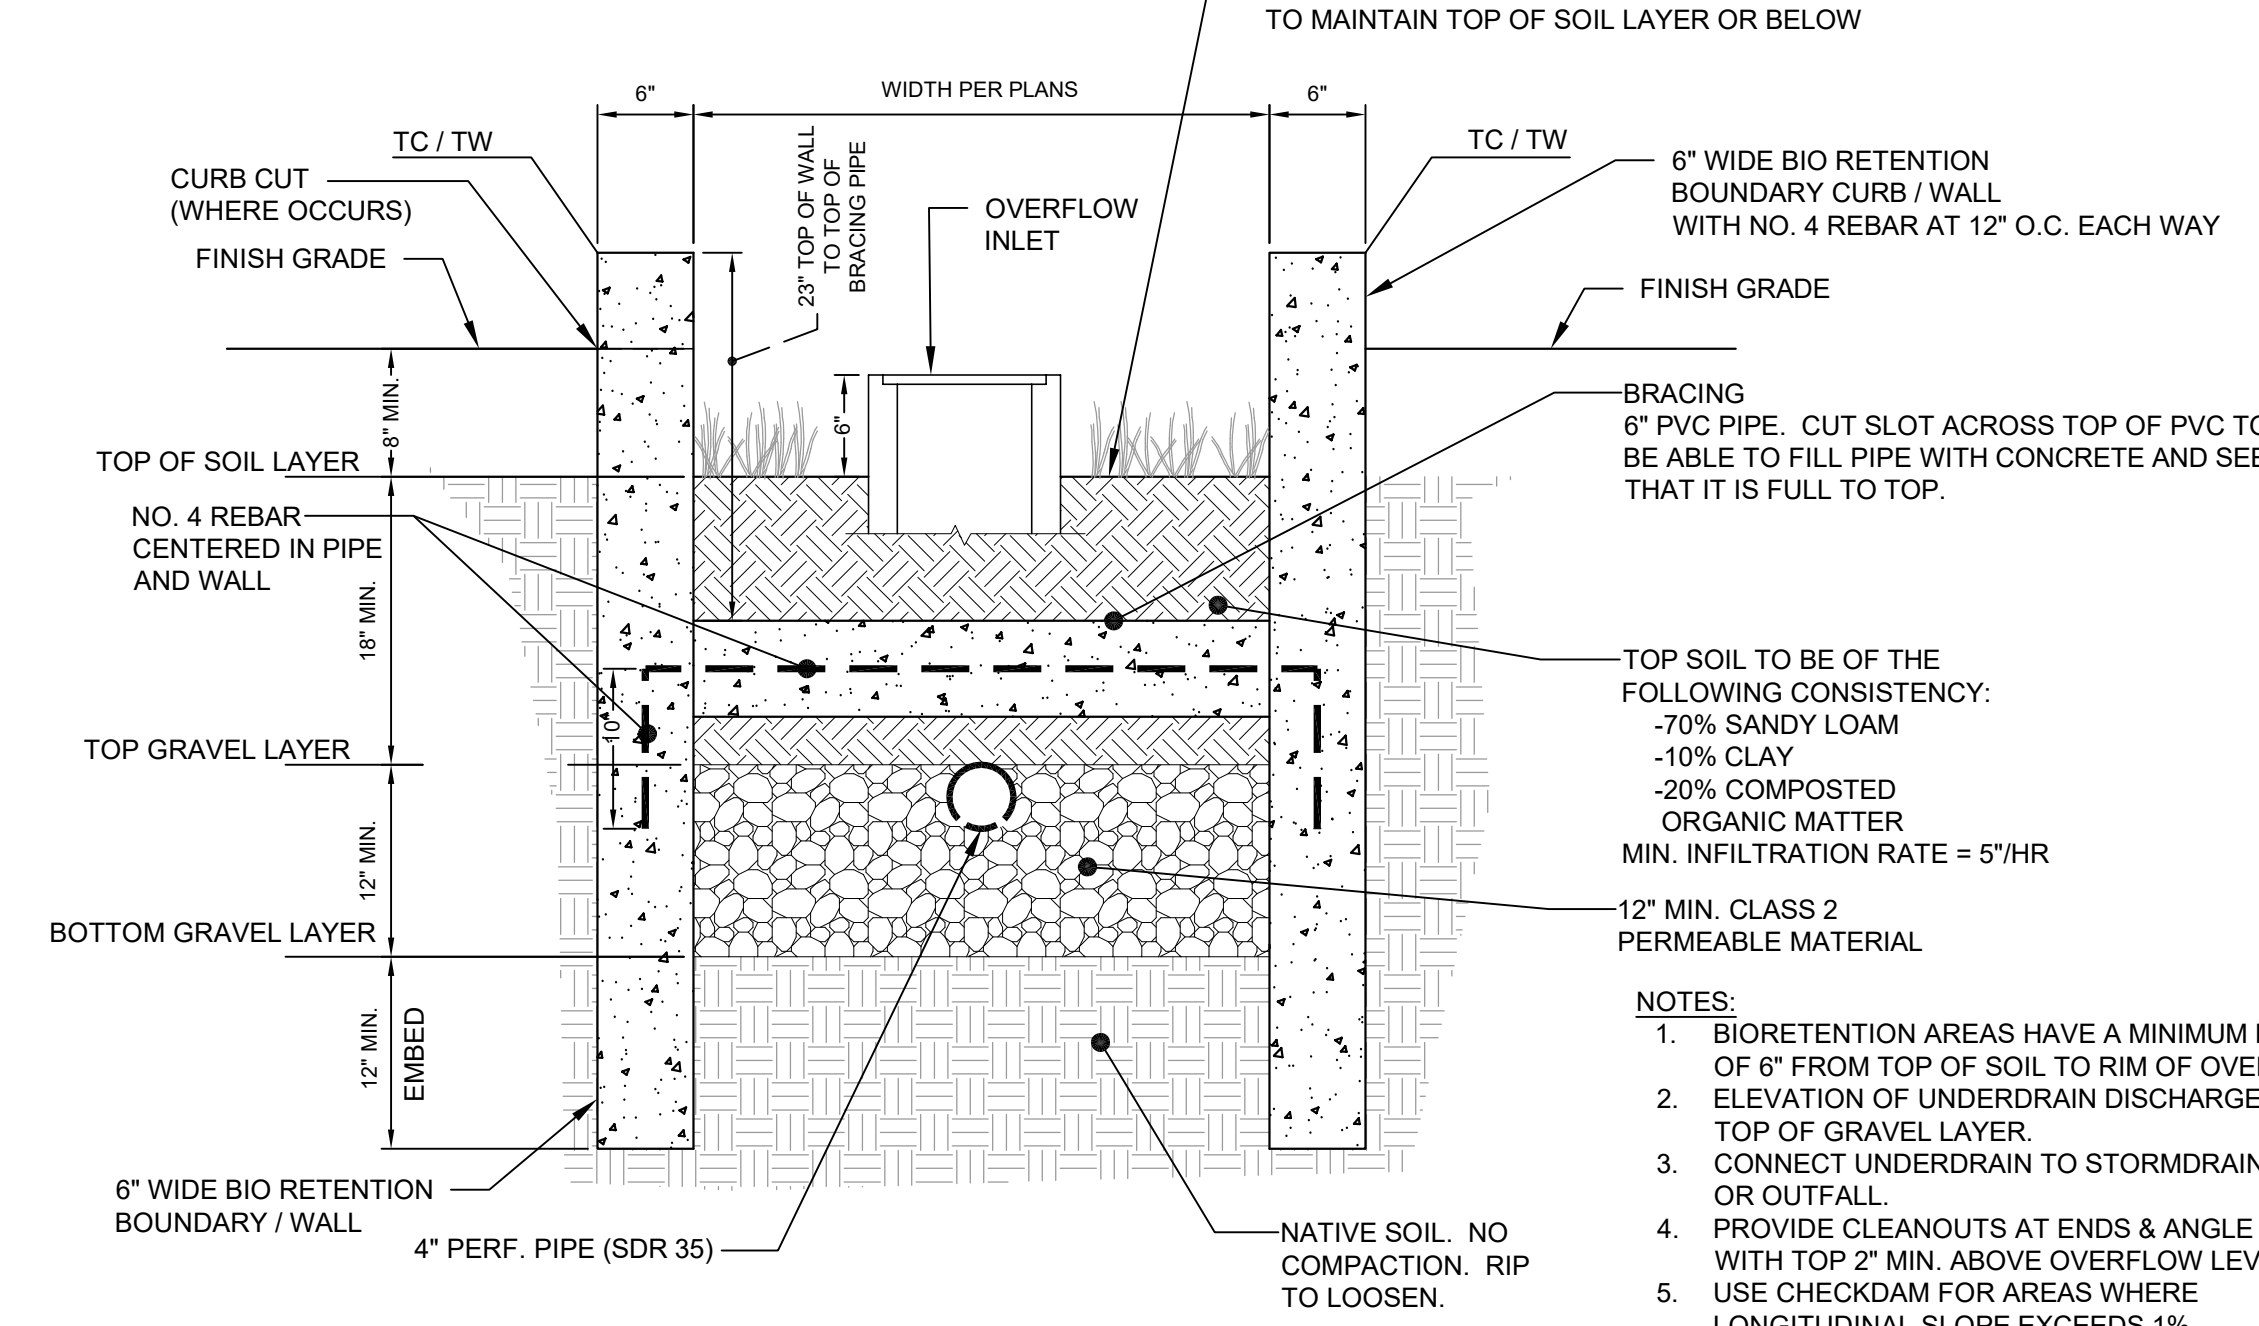 TO MAINTAIN TOP OF SOIL LAYER OR BELOW
6"
WIDTH PER PLANS
6"
TC / TW
TC / TW
CURB CUT
(WHERE OCCURS)
FINISH GRADE
23" TOP OF WALL
TO TOP OF
BRACING PIPE
OVERFLOW
INLET
6" WIDE BIO RETENTION
BOUNDARY CURB / WALL
WITH NO. 4 REBAR AT 12" O.C. EACH WAY
FINISH GRADE
8" MIN.
6"
BRACING
6" PVC PIPE. CUT SLOT ACROSS TOP OF PVC TO
BE ABLE TO FILL PIPE WITH CONCRETE AND SEE
THAT IT IS FULL TO TOP.
TOP OF SOIL LAYER
NO. 4 REBAR
CENTERED IN PIPE
AND WALL
18" MIN.
10"
TOP SOIL TO BE OF THE
FOLLOWING CONSISTENCY:
-70% SANDY LOAM
-10% CLAY
-20% COMPOSTED
ORGANIC MATTER
MIN. INFILTRATION RATE = 5"/HR
TOP GRAVEL LAYER
12" MIN.
12" MIN. CLASS 2
PERMEABLE MATERIAL
BOTTOM GRAVEL LAYER
12" MIN.
EMBED
6" WIDE BIO RETENTION
BOUNDARY / WALL
4" PERF. PIPE (SDR 35)
NATIVE SOIL. NO
COMPACTION. RIP
TO LOOSEN.
NOTES:
1. BIORETENTION AREAS HAVE A MINIMUM
OF 6" FROM TOP OF SOIL TO RIM OF
2. ELEVATION OF UNDERDRAIN DISCHARGE
TOP OF GRAVEL LAYER.
3. CONNECT UNDERDRAIN TO STORMDRAIN
OR OUTFALL.
4. PROVIDE CLEANOUTS AT ENDS & ANGLE
WITH TOP 2" MIN. ABOVE OVERFLOW
5. USE CHECKDAM FOR AREAS WHERE
LONGITUDINAL SLOPE EXCEEDS 1%